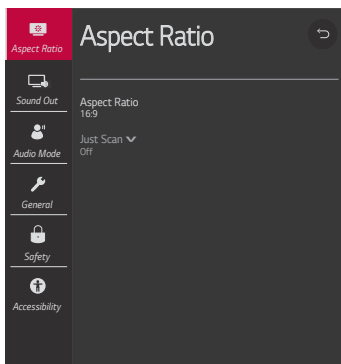 Aspect Ratio
Sound Out
Audio Mode
General
Safety
Accessibility
Aspect Ratio
Aspect Ratio
16:9
Just Scan
Off